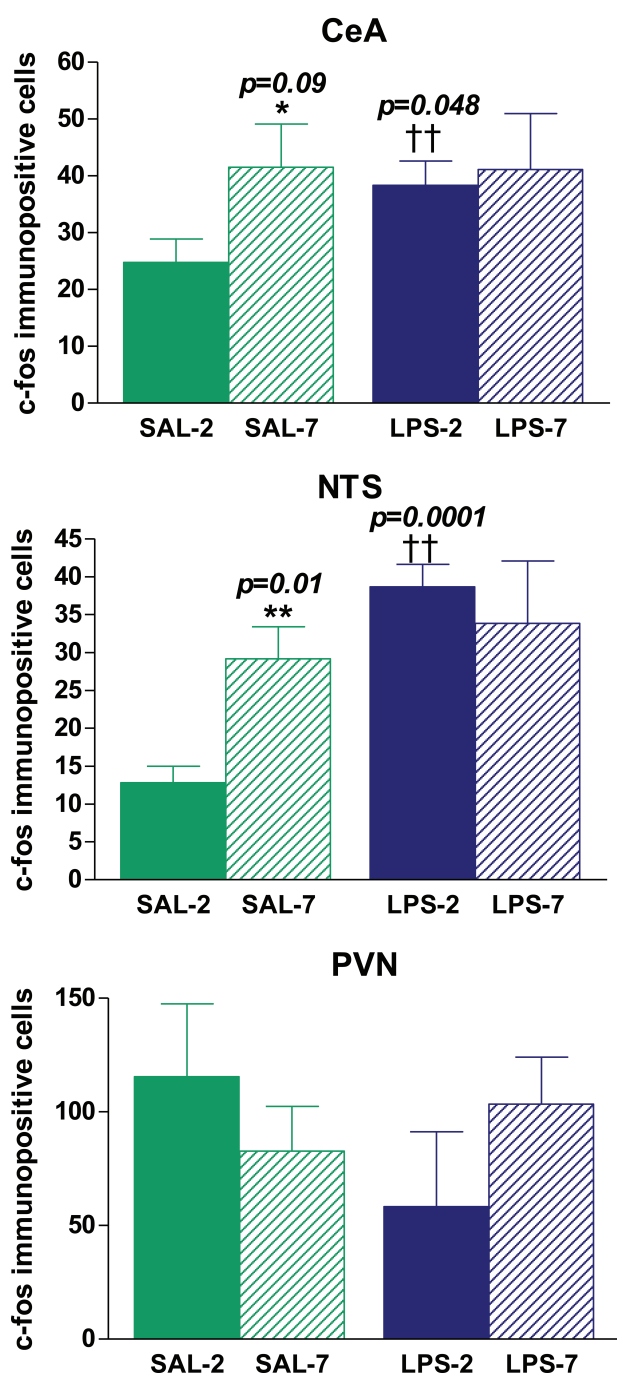 CeA
c-fos immunopositive cells
60
50
40
30
20
10
0
p=0.09
*
p=0.048
††
SAL-2 SAL-7 LPS-2 LPS-7
NTS
c-fos immunopositive cells
45
40
35
30
25
20
15
10
5
0
p=0.01
**
p=0.0001
††
SAL-2 SAL-7 LPS-2 LPS-7
PVN
c-fos immunopositive cells
150
100
50
0
SAL-2 SAL-7 LPS-2 LPS-7